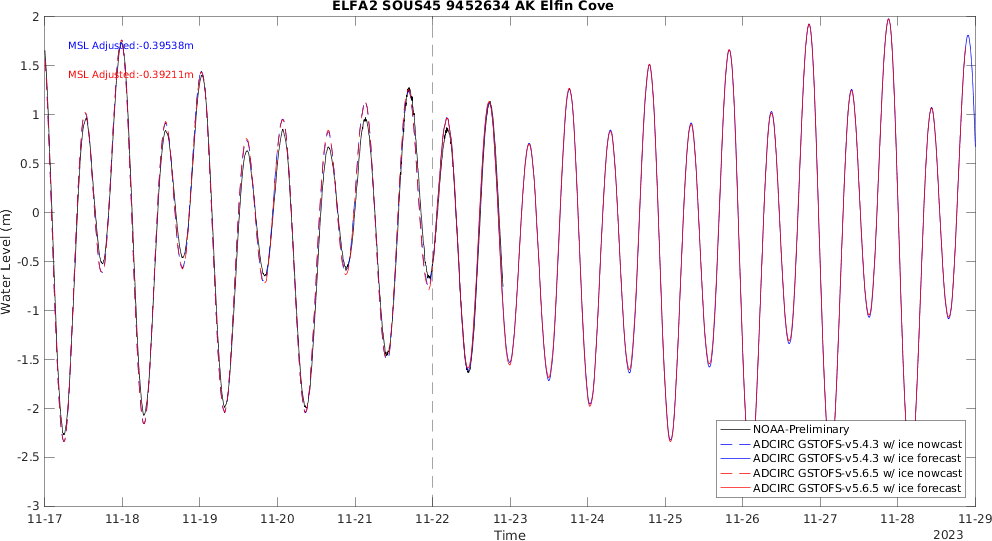 ELFA2 SOUS45 9452634 AK Elfin Cove
MSL Adjusted:-0.39538m
MSL Adjusted:-0.39211m
Water Level (m)
2
1.5
1
0.5
0
-0.5
-1
-1.5
-2
-2.5
-3
NOAA-Preliminary
ADCIRC GSTOFS-v5.4.3 w/ ice nowcast
ADCIRC GSTOFS-v5.4.3 w/ ice forecast
ADCIRC GSTOFS-v5.6.5 w/ ice nowcast
ADCIRC GSTOFS-v5.6.5 w/ ice forecast
11-17 11-18 11-19 11-20 11-21 11-22 11-23 11-24 11-25 11-26 11-27 11-28 11-29
Time
2023